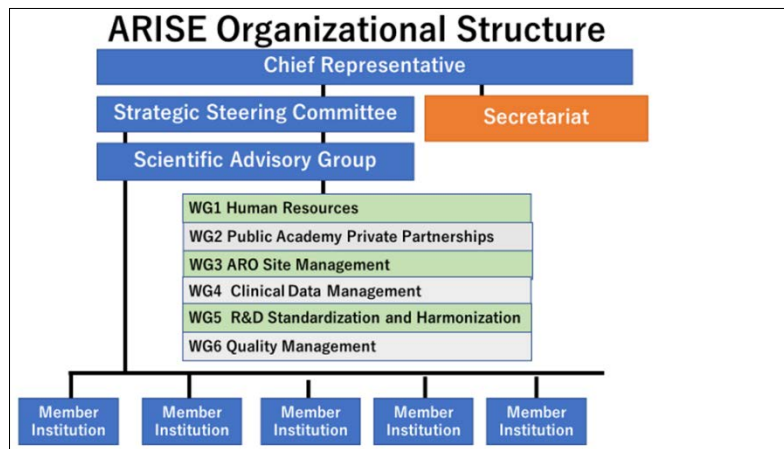 ARISE Organizational Structure
Chief Representative
Strategic Steering Committee
Secretariat
Scientific Advisory Group
WG1 Human Resources
WG2 Public Academy Private Partnerships
WG3 ARO Site Management
WG4 Clinical Data Management
WG5 R&D Standardization and Harmonization
WG6 Quality Management
Member
Institution
Member
Institution
Member
Institution
Member
Institution
Member
Institution